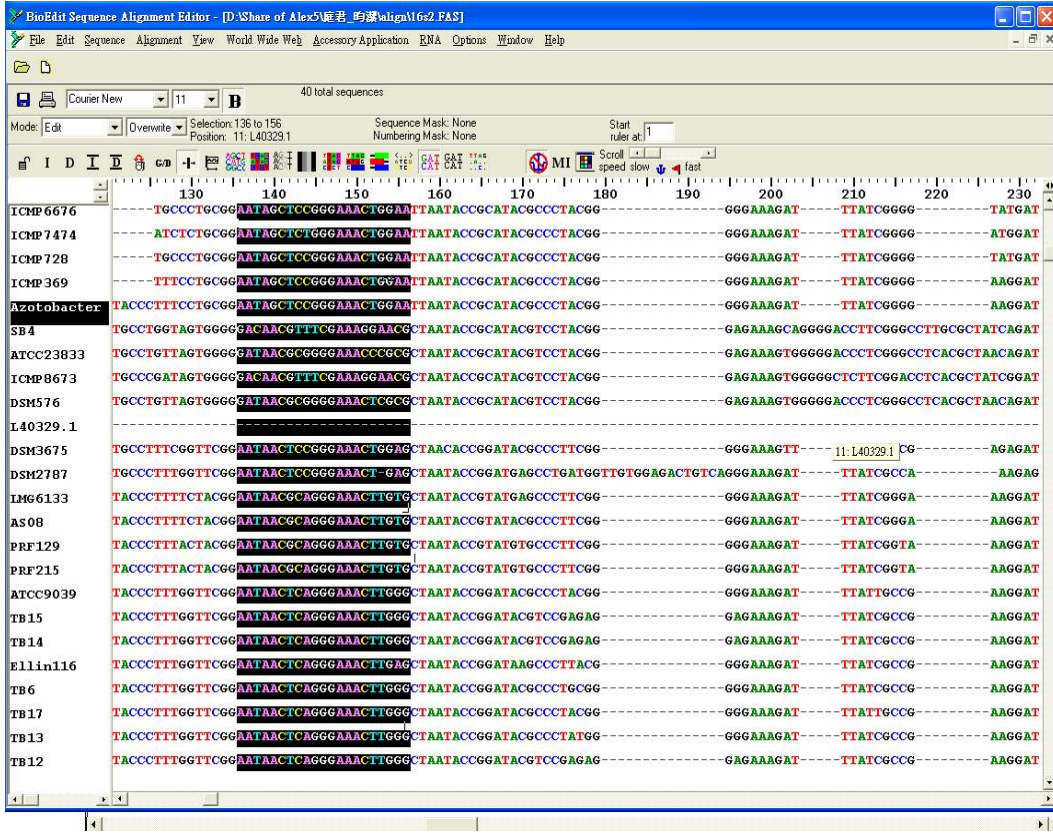 BioEdit Sequence Alignment Editor - [D:\Share of Alex5\庭君_昀潔\align\16s2.FAS]
File Edit Sequence Alignment View World Wide Web Accessory Application RNA Options Window Help
Courier New 11 B 40 total sequences
Mode: Edit Overwrite Selection: 136 to 156 Sequence Mask: None Start
Position: 11: L40329.1 Numbering Mask: None ruler at: 1
I D I D G/D MI Scroll speed slow fast
130 140 150 160 170 180 190 200 210 220 230
ICMP6676 -----TGCCCTGCGGAATAGCTCCGGGAAACTGGAATTAATACCGCATACGCCCTACGG---------------GGGAAAGAT-----TTATCGGGG---------TATGAT
ICMP7474 -----ATCTCTGCGGAATAGCTCTGGGAAACTGGAATTAATACCGCATACGCCCTACGG---------------GGGAAAGAT-----TTATCGGGG---------ATGGAT
ICMP728 -----TGCCCTGCGGAATAGCTCCGGGAAACTGGAATTAATACCGCATACGCCCTACGG---------------GGGAAAGAT-----TTATCGGGG---------TATGAT
ICMP369 -----TTTCCTGCGGAATAGCTCCGGGAAACTGGAATTAATACCGCATACGCCCTACGG---------------GGGAAAGAT-----TTATCGGGG---------AAGGAT
Azotobacter TACCCTTTCCTGCGGAATAGCTCCGGGAAACTGGAATTAATACCGCATACGCCCTACGG---------------GGGAAAGAT-----TTATCGGGG---------AAGGAT
SB4 TGCCTGGTAGTGGGGGACAACGTTTCGAAAGGAACGCTAATACCGCATACGTCCTACGG---------------GAGAAAGCAGGGGACCTTCGGGCCTTGCGCTATCAGAT
ATCC23833 TGCCTGTTAGTGGGGGATAACGCGGGGAAACCCGCGCTAATACCGCATACGTCCTACGG---------------GAGAAAGTGGGGGACCCTCGGGCCTCACGCTAACAGAT
ICMP8673 TGCCCGATAGTGGGGGACAACGTTTCGAAAGGAACGCTAATACCGCATACGTCCTACGG---------------GAGAAAGTGGGGGCTCTTCGGACCTCACGCTATCGGAT
DSM576 TGCCTGTTAGTGGGGGATAACGCGGGGAAACTCGCGCTAATACCGCATACGTCCTACGG---------------GAGAAAGTGGGGGACCCTCGGGCCTCACGCTAACAGAT
L40329.1 ----------------------------------------------------------------------------------------------------------------
DSM3675 TGCCTTTCGGTTCGGAATAACTCCGGGAAACTGGAGCTAACACCGGATACGCCCTTCGG---------------GGGAAAGTT 11: L40329.1 CG---------AGAGAT
DSM2787 TGCCCTTTGGTTCGGAATAACTCCGGGAAACT-GAGCTAATACCGGATGAGCCTGATGGTTGTGGAGACTGTCAGGGAAAGAT-----TTATCGCCA----------AAGAG
LMG6133 TACCCTTTTCTACGGAATAACGCAGGGAAACTTGTGCTAATACCGTATGAGCCCTTCGG---------------GGGAAAGAT-----TTATCGGGA---------AAGGAT
AS08 TACCCTTTTCTACGGAATAACGCAGGGAAACTTGTGCTAATACCGTATACGCCCTTCGG---------------GGGAAAGAT-----TTATCGGGA---------AAGGAT
PRF129 TACCCTTTACTACGGAATAACGCAGGGAAACTTGTGCTAATACCGTATGTGCCCTTCGG---------------GGGAAAGAT-----TTATCGGTA---------AAGGAT
PRF215 TACCCTTTACTACGGAATAACGCAGGGAAACTTGTGCTAATACCGTATGTGCCCTTCGG---------------GGGAAAGAT-----TTATCGGTA---------AAGGAT
ATCC9039 TACCCTTTGGTTCGGAATAACTCAGGGAAACTTGGGCTAATACCGGATACGCCCTACGG---------------GGGAAAGAT-----TTATTGCCG---------AAGGAT
TB15 TACCCTTTGGTTCGGAATAACTCAGGGAAACTTGGGCTAATACCGGATACGTCCGAGAG---------------GAGAAAGAT-----TTATCGCCG---------AAGGAT
TB14 TACCCTTTGGTTCGGAATAACTCAGGGAAACTTGGGCTAATACCGGATACGTCCGAGAG---------------GAGAAAGAT-----TTATCGCCG---------AAGGAT
Ellin116 TACCCTTTGGTTCGGAATAACTCAGGGAAACTTGAGCTAATACCGGATAAGCCCTTACG---------------GGGAAAGAT-----TTATCGCCG---------AAGGAT
TB6 TACCCTTTGGTTCGGAATAACTCAGGGAAACTTGGGCTAATACCGGATACGCCCTGCGG---------------GGGAAAGAT-----TTATCGCCG---------AAGGAT
TB17 TACCCTTTGGTTCGGAATAACTCAGGGAAACTTGGGCTAATACCGGATACGCCCTACGG---------------GGGAAAGAT-----TTATTGCCG---------AAGGAT
TB13 TACCCTTTGGTTCGGAATAACTCAGGGAAACTTGGGCTAATACCGGATACGCCCTATGG---------------GGGAAAGAT-----TTATCGCCG---------AAGGAT
TB12 TACCCTTTGGTTCGGAATAACTCAGGGAAACTTGGGCTAATACCGGATACGTCCGAGAG---------------GAGAAAGAT-----TTATCGCCG---------AAGGAT